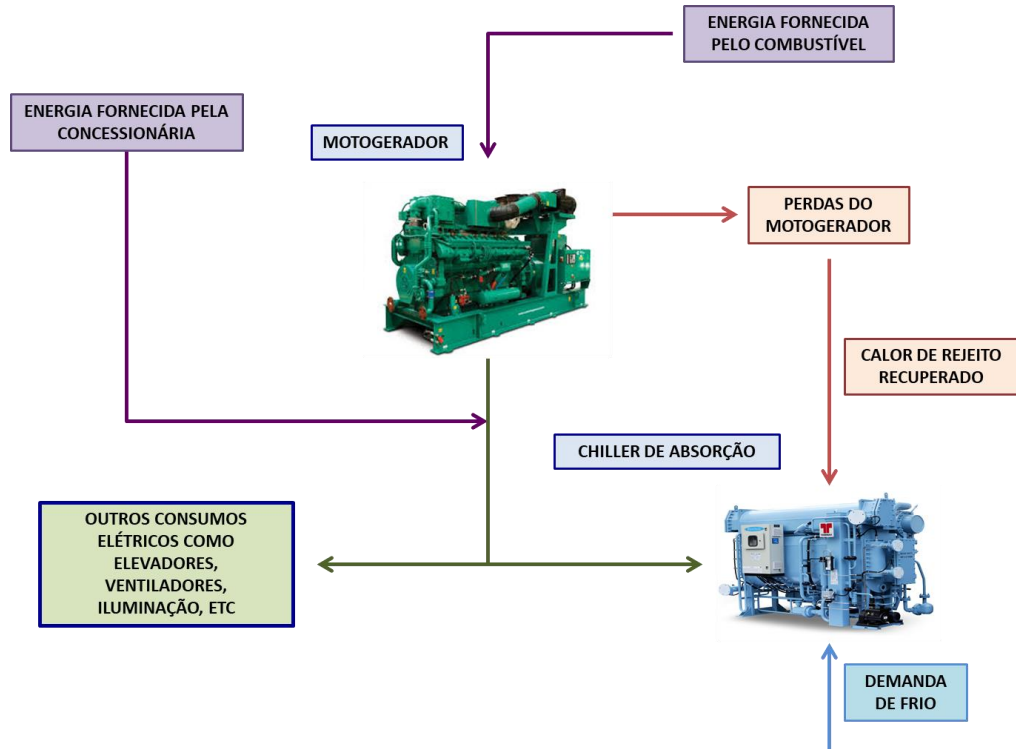 ENERGIA FORNECIDA
PELO COMBUSTÍVEL
ENERGIA FORNECIDA PELA
CONCESSIONÁRIA
MOTOGERADOR
PERDAS DO
MOTOGERADOR
CALOR DE REJEITO
RECUPERADO
CHILLER DE ABSORÇÃO
OUTROS CONSUMOS
ELÉTRICOS COMO
ELEVADORES,
VENTILADORES,
ILUMINAÇÃO, ETC
DEMANDA
DE FRIO